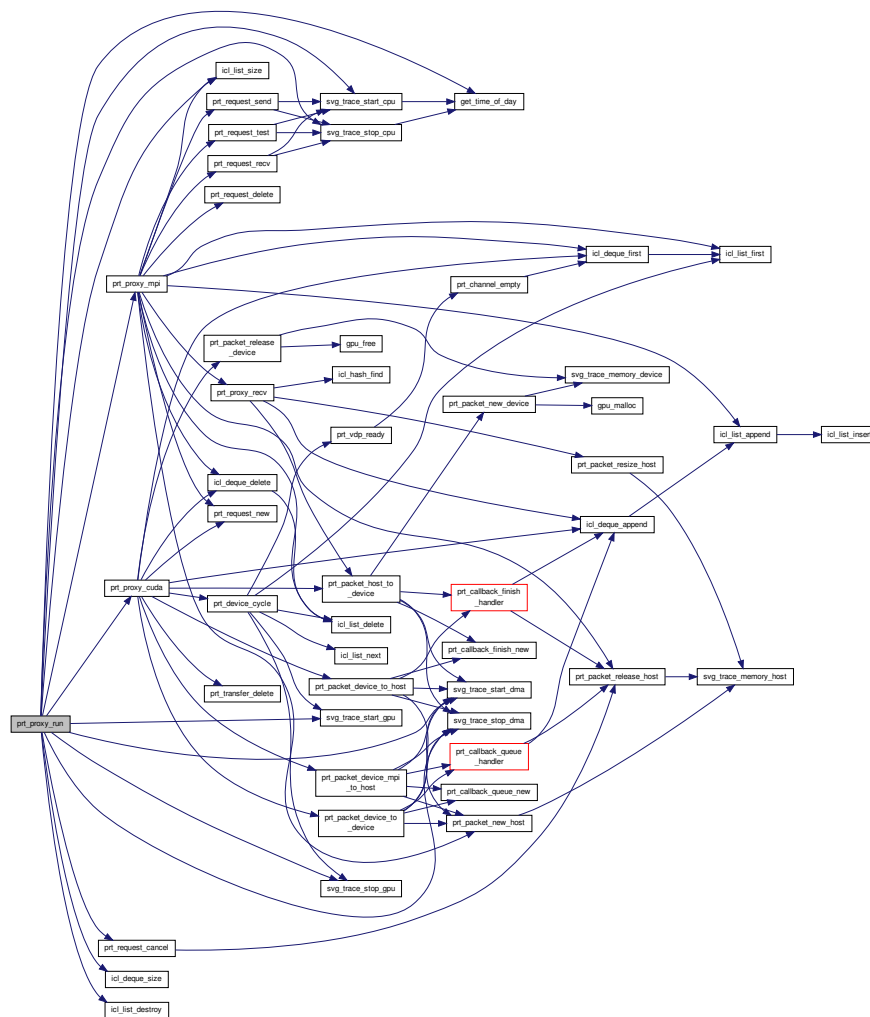 icl_list_size
prt_request_send
svg_trace_start_cpu
get_time_of_day
prt_request_test
svg_trace_stop_cpu
prt_request_recv
prt_request_delete
icl_deque_first
icl_list_first
prt_proxy_mpi
prt_channel_empty
prt_packet_release
_device
gpu_free
icl_hash_find
svg_trace_memory_device
prt_proxy_recv
prt_packet_new_device
gpu_malloc
prt_vdp_ready
icl_list_append
icl_list_insert
prt_packet_resize_host
icl_deque_delete
prt_request_new
icl_deque_append
prt_proxy_cuda
prt_packet_host_to
_device
prt_callback_finish
_handler
prt_device_cycle
icl_list_delete
prt_callback_finish_new
icl_list_next
prt_packet_release_host
svg_trace_memory_host
prt_transfer_delete
prt_packet_device_to_host
svg_trace_start_dma
svg_trace_start_gpu
svg_trace_stop_dma
prt_proxy_run
prt_callback_queue
_handler
prt_packet_device_mpi
_to_host
prt_callback_queue_new
prt_packet_device_to
_device
prt_packet_new_host
svg_trace_stop_gpu
prt_request_cancel
icl_deque_size
icl_list_destroy